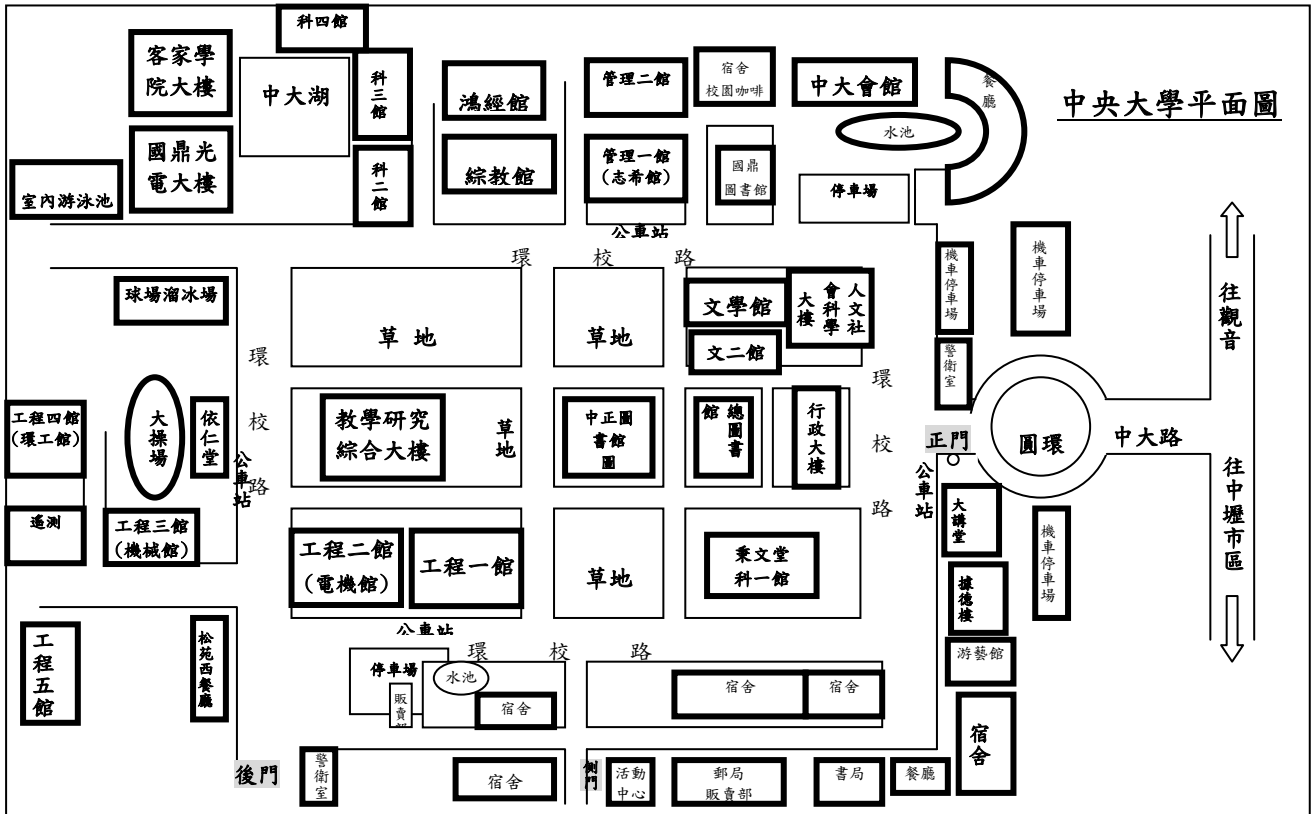 科四館
客家學
院大樓
中大湖
科三館
鴻經館
管理二館
宿舍
校園咖啡
中大會館
餐廳
中央大學平面圖
水池
國鼎光
電大樓
室內游泳池
科二館
綜教館
管理一館
(志希館)
國鼎
圖書館
停車場
公車站
環校路
球場溜冰場
草地
草地
文學館
文二館
人文社
會科學
大樓
機車停車場
機車停車場
往觀音
警衛室
環校路
工程四館
(環工館)
大操場
依仁堂
公車站
教學研究
綜合大樓
草地
中正圖
書館
圖
總圖書
館
行政大樓
環校路
正門
圓環
中大路
公車站
往中壢市區
遙測
工程三館
(機械館)
工程二館
(電機館)
工程一館
草地
秉文堂
科一館
大講堂
機車停車場
據德樓
公車站
環校路
工程五館
松苑西餐廳
停車場
水池
販賣部
宿舍
宿舍
宿舍
游藝館
宿舍
後門
警衛室
宿舍
側門
活動
中心
郵局
販賣部
書局
餐廳